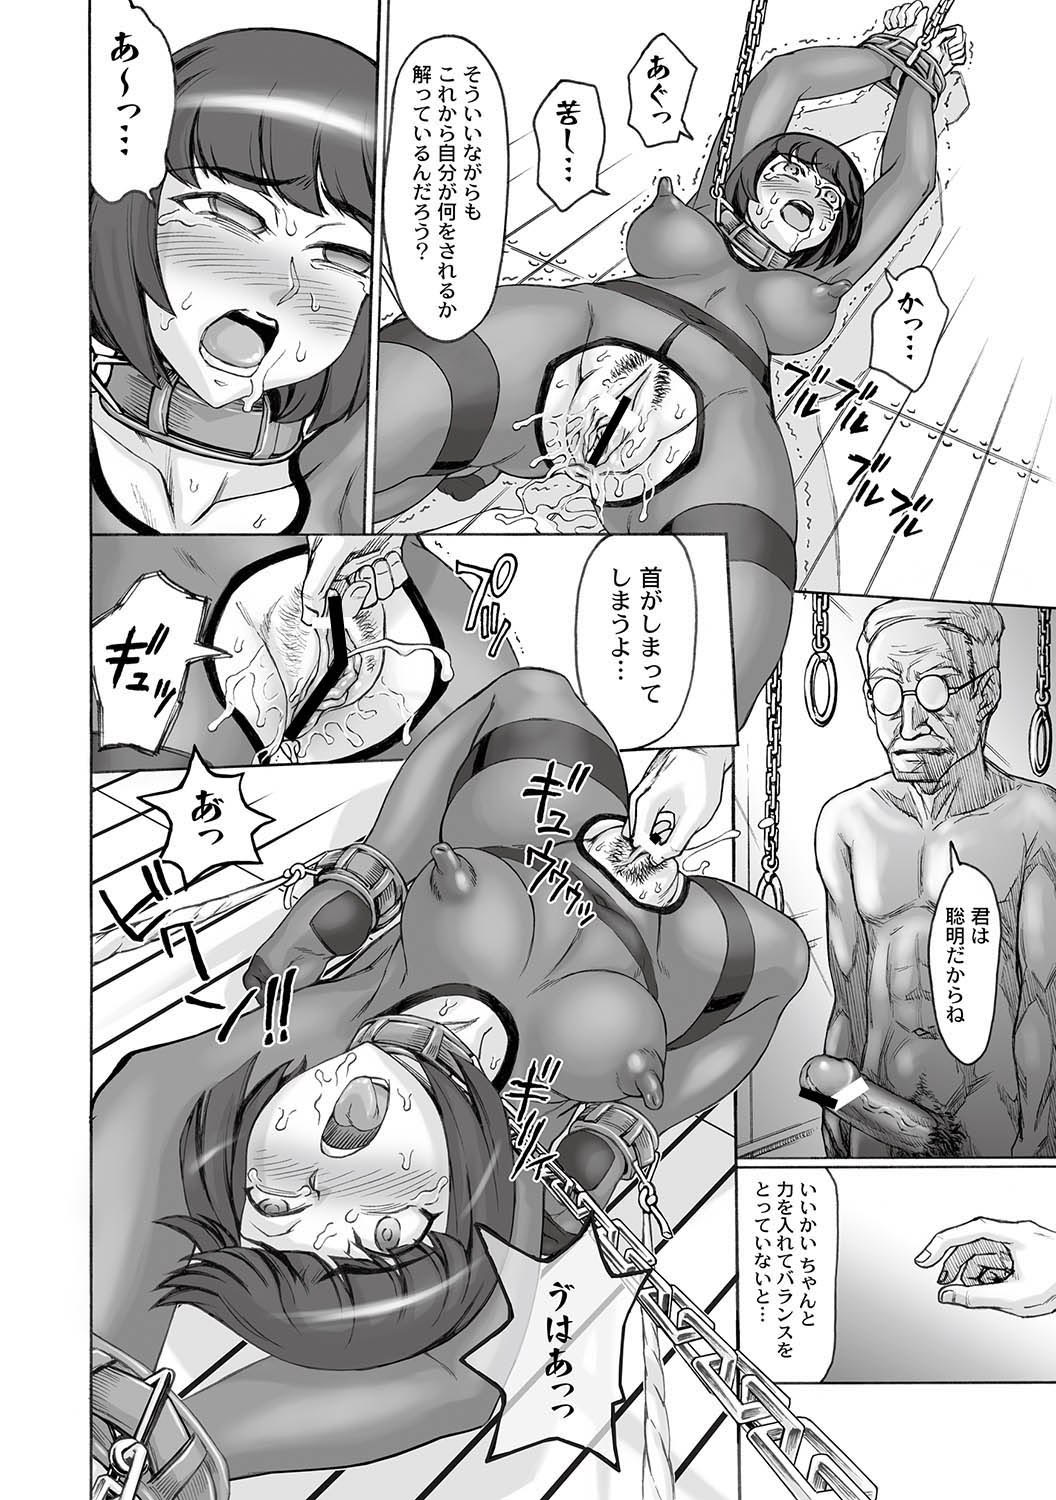 あぐっ
苦し…
かっ…
ブルブル
ブルブル
そういいながらも
これから自分が何をされるか
解っているんだろう？
あ～っ…
君は
聡明だからね
いいかい ちゃんと
力を入れてバランスを
とっていないと…
首がしまって
しまうよ…
プリッ
ギュッ
ギュウウゥッ
あ゛っ
ビクーン!!
ギリィ
ゔはあっっ